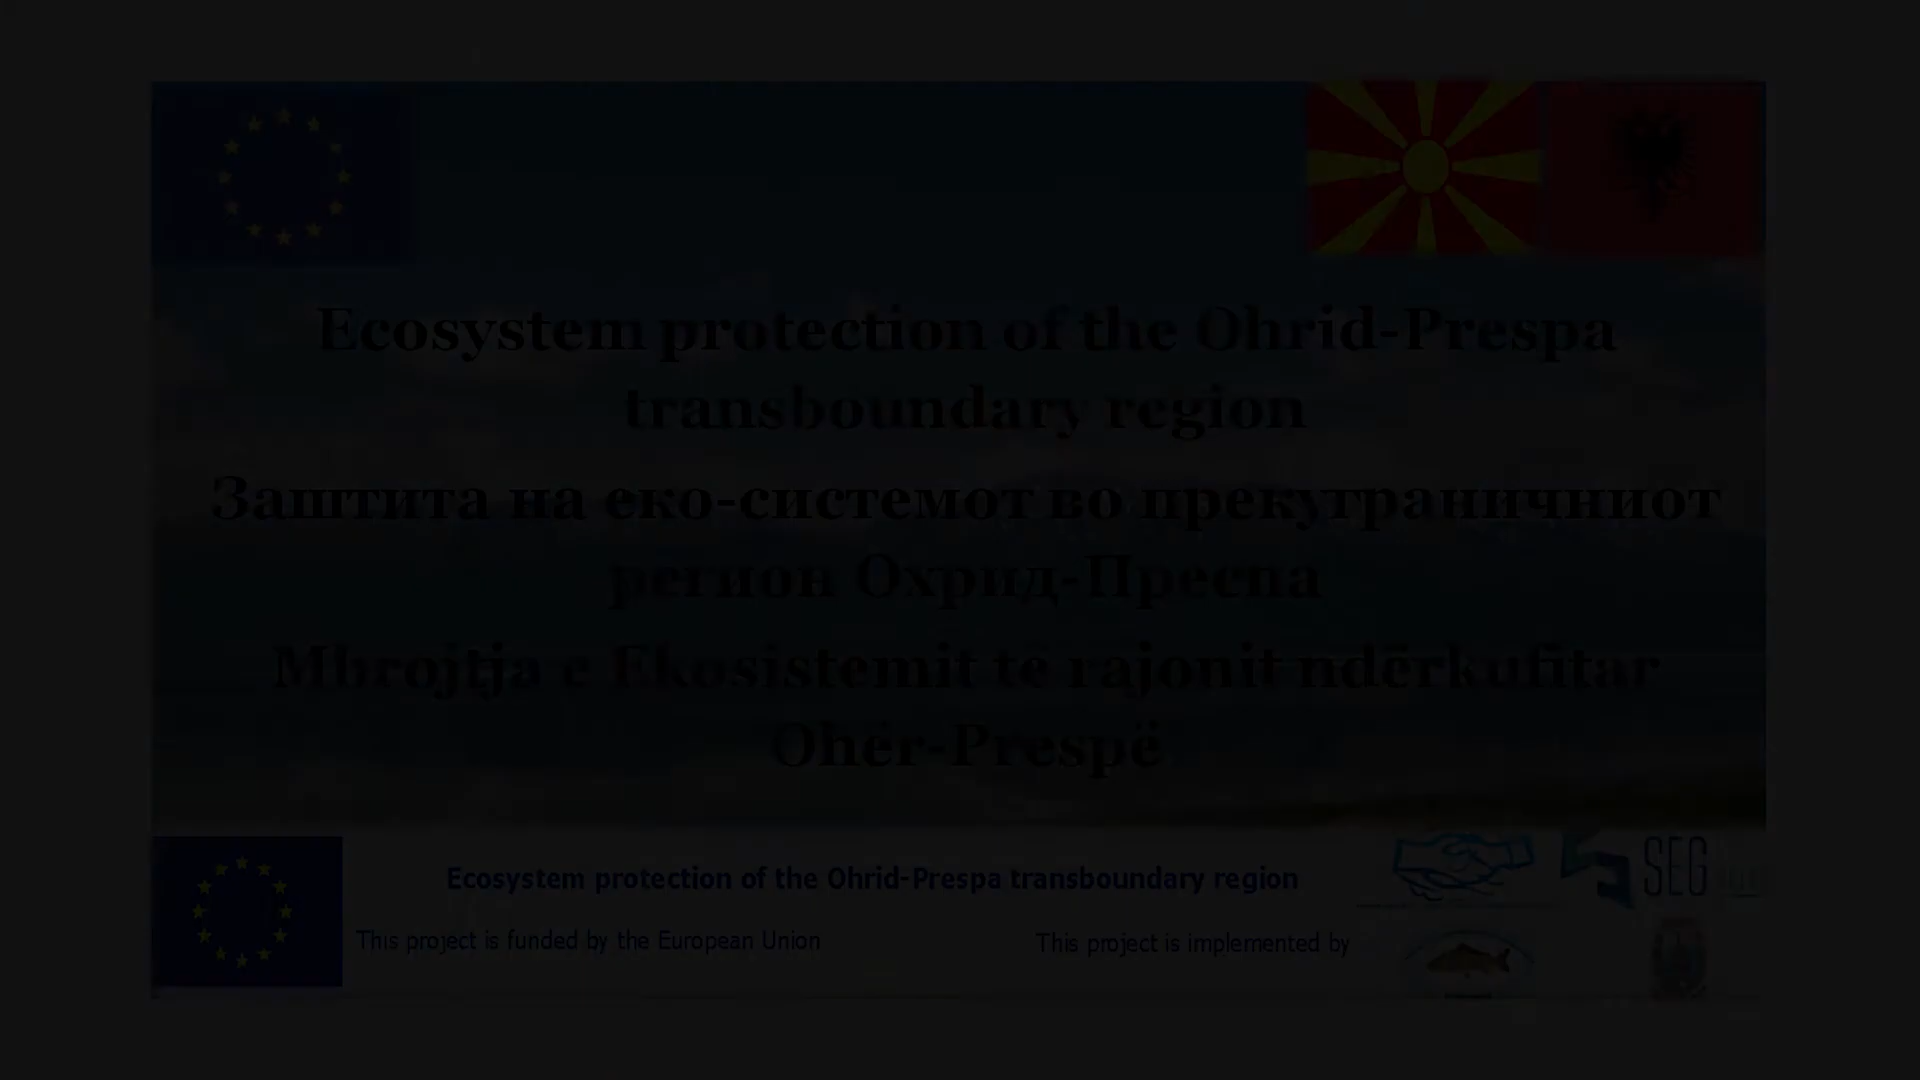 Ecosystem protection of the Ohrid-Prespa
transboundary region
Заштита на еко-системот во прекуграничниот
регион Охрид-Преспа
Mbrojtja e Ekosistemit të rajonit ndërkufitar
Ohër-Prespë
Ecosystem protection of the Ohrid-Prespa transboundary region
This project is funded by the European Union
This project is implemented by
SEG